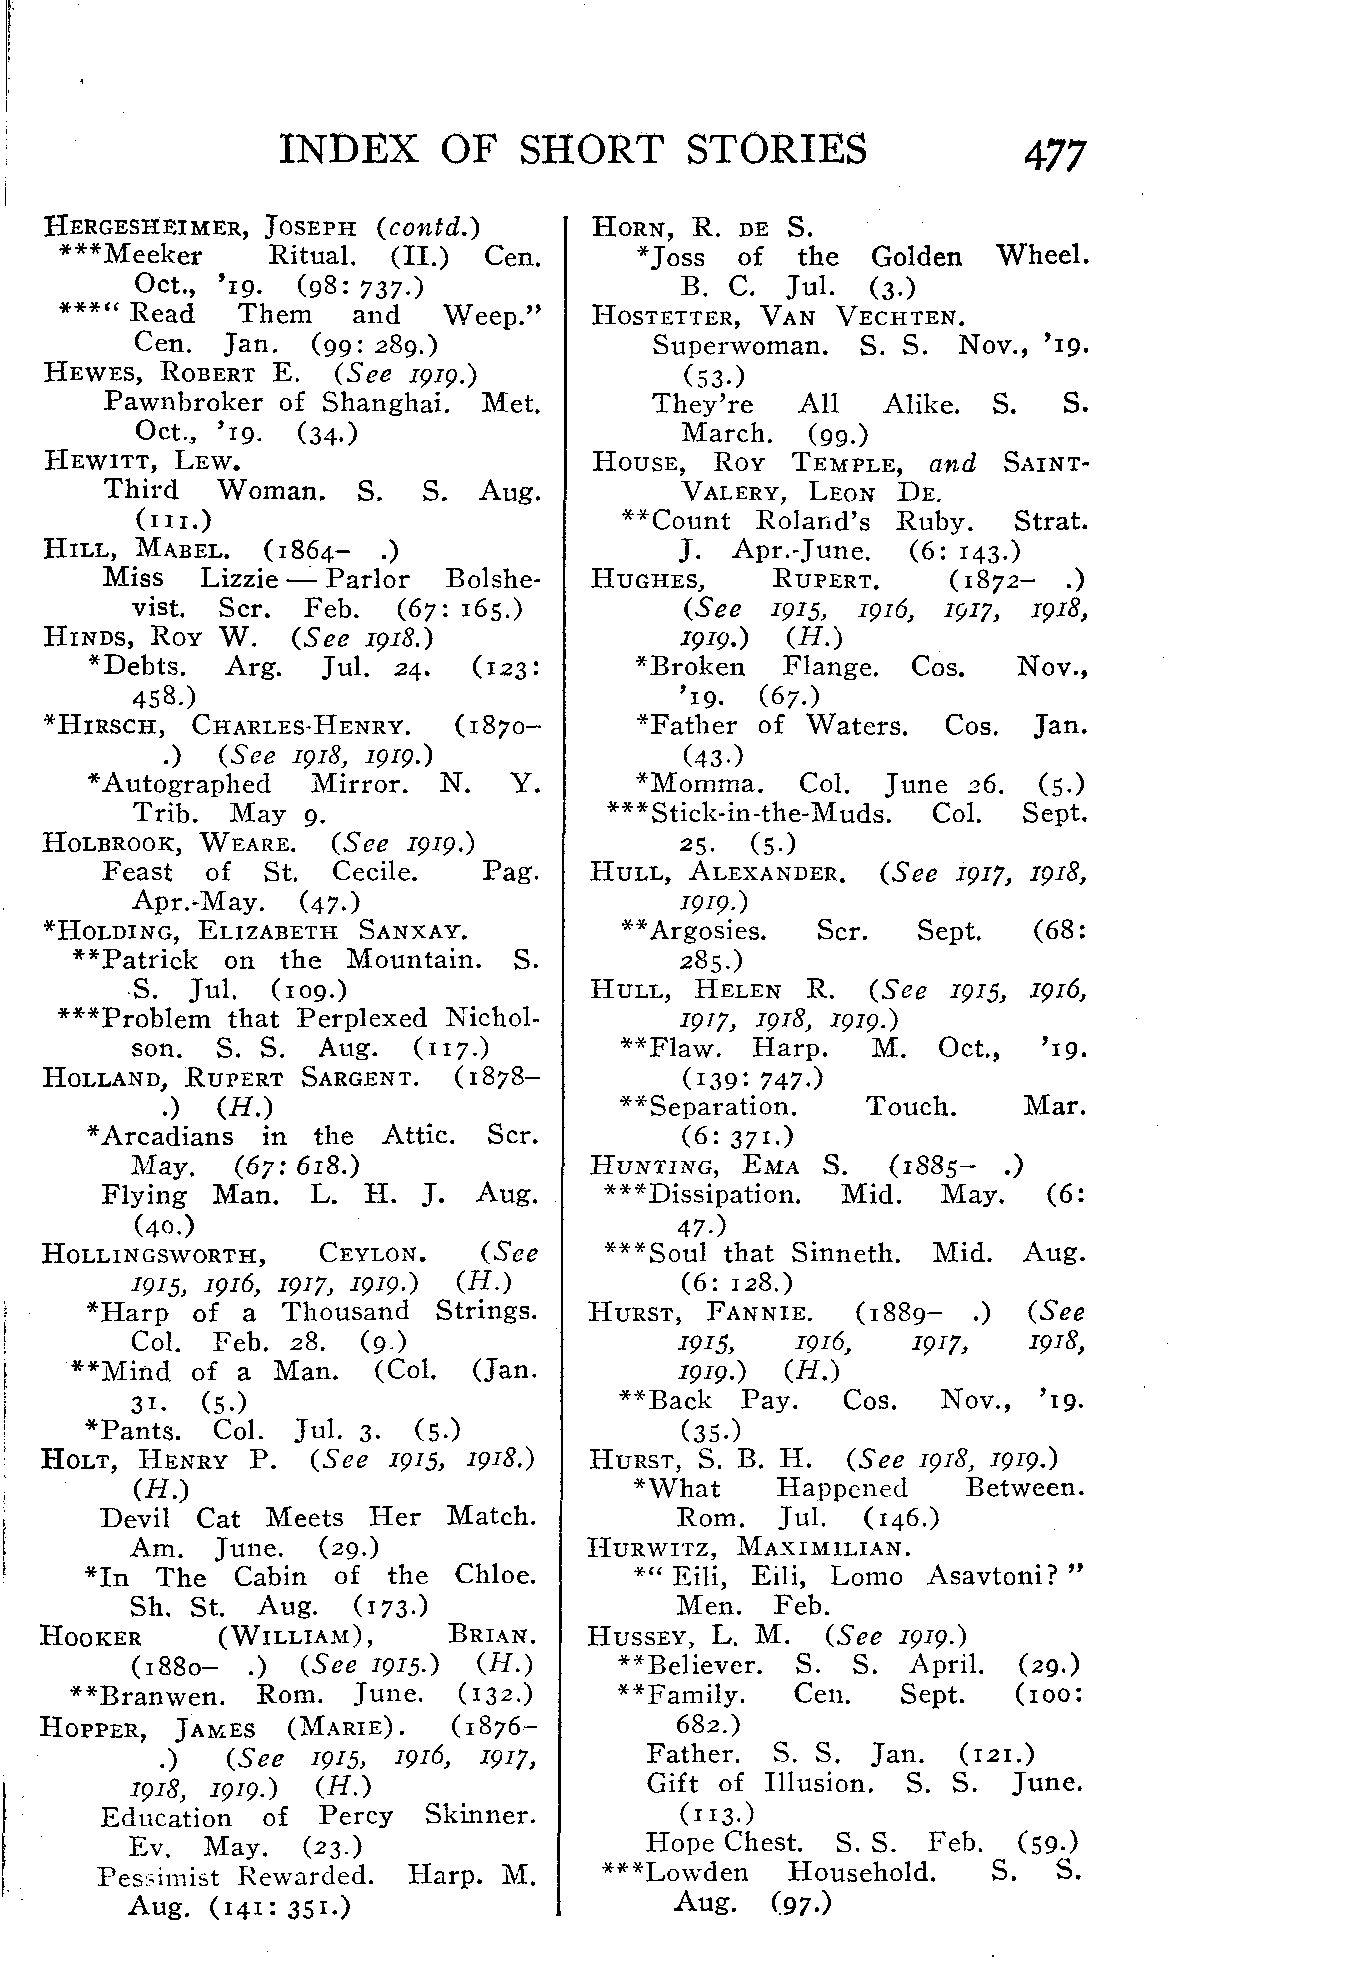 INDEX OF SHORT STORIES 477
HERGESHEIMER, JOSEPH (contd.)
***Meeker Ritual. (II.) Cen.
Oct., '19. (98: 737.)
***“ Read Them and Weep.”
Cen. Jan. (99: 289.)
HEWES, ROBERT E. (See 1919.)
Pawnbroker of Shanghai. Met.
Oct., '19. (34.)
HEWITT, LEW.
Third Woman. S. S. Aug.
(111.)
HILL, MABEL. (1864– .)
Miss Lizzie — Parlor Bolshe-
vist. Scr. Feb. (67: 165.)
HINDS, ROY W. (See 1918.)
*Debts. Arg. Jul. 24. (123:
458.)
*HIRSCH, CHARLES-HENRY. (1870–
.) (See 1918, 1919.)
*Autographed Mirror. N. Y.
Trib. May 9.
HOLBROOK, WEARE. (See 1919.)
Feast of St. Cecile. Pag.
Apr.-May. (47.)
*HOLDING, ELIZABETH SANXAY.
**Patrick on the Mountain. S.
S. Jul. (109.)
***Problem that Perplexed Nichol-
son. S. S. Aug. (117.)
HOLLAND, RUPERT SARGENT. (1878–
.) (H.)
*Arcadians in the Attic. Scr.
May. (67: 618.)
Flying Man. L. H. J. Aug.
(40.)
HOLLINGSWORTH, CEYLON. (See
1915, 1916, 1917, 1919.) (H.)
*Harp of a Thousand Strings.
Col. Feb. 28. (9.)
**Mind of a Man. (Col. (Jan.
31. (5.)
*Pants. Col. Jul. 3. (5.)
HOLT, HENRY P. (See 1915, 1918.)
(H.)
Devil Cat Meets Her Match.
Am. June. (29.)
*In The Cabin of the Chloe.
Sh. St. Aug. (173.)
HOOKER (WILLIAM), BRIAN.
(1880– .) (See 1915.) (H.)
**Branwen. Rom. June. (132.)
HOPPER, JAMES (MARIE). (1876–
.) (See 1915, 1916, 1917,
1918, 1919.) (H.)
Education of Percy Skinner.
Ev. May. (23.)
Pessimist Rewarded. Harp. M.
Aug. (141: 351.)
HORN, R. DE S.
*Joss of the Golden Wheel.
B. C. Jul. (3.)
HOSTETTER, VAN VECHTEN.
Superwoman. S. S. Nov., '19.
(53.)
They're All Alike. S. S.
March. (99.)
HOUSE, ROY TEMPLE, and SAINT-
VALERY, LEON DE.
**Count Roland's Ruby. Strat.
J. Apr.-June. (6: 143.)
HUGHES, RUPERT. (1872– .)
(See 1915, 1916, 1917, 1918,
1919.) (H.)
*Broken Flange. Cos. Nov.,
'19. (67.)
*Father of Waters. Cos. Jan.
(43.)
*Momma. Col. June 26. (5.)
***Stick-in-the-Muds. Col. Sept.
25. (5.)
HULL, ALEXANDER. (See 1917, 1918,
1919.)
**Argosies. Scr. Sept. (68:
285.)
HULL, HELEN R. (See 1915, 1916,
1917, 1918, 1919.)
**Flaw. Harp. M. Oct., '19.
(139: 747.)
**Separation. Touch. Mar.
(6: 371.)
HUNTING, EMA S. (1885– .)
***Dissipation. Mid. May. (6:
47.)
***Soul that Sinneth. Mid. Aug.
(6: 128.)
HURST, FANNIE. (1889– .) (See
1915, 1916, 1917, 1918,
1919.) (H.)
**Back Pay. Cos. Nov., '19.
(35.)
HURST, S. B. H. (See 1918, 1919.)
*What Happened Between.
Rom. Jul. (146.)
HURWITZ, MAXIMILIAN.
*“ Eili, Eili, Lomo Asavtoni? ”
Men. Feb.
HUSSEY, L. M. (See 1919.)
**Believer. S. S. April. (29.)
**Family. Cen. Sept. (100:
682.)
Father. S. S. Jan. (121.)
Gift of Illusion. S. S. June.
(113.)
Hope Chest. S. S. Feb. (59.)
***Lowden Household. S. S.
Aug. (97.)